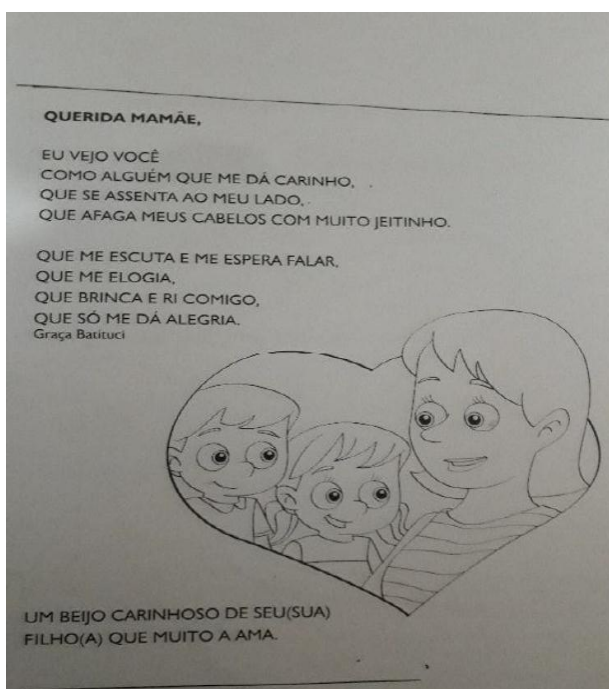 QUERIDA MAMÃE,
EU VEJO VOCÊ
COMO ALGUÉM QUE ME DÁ CARINHO,
QUE SE ASSENTA AO MEU LADO,
QUE AFAGA MEUS CABELOS COM MUITO JEITINHO.
QUE ME ESCUTA E ME ESPERA FALAR,
QUE ME ELOGIA,
QUE BRINCA E RI COMIGO,
QUE SÓ ME DÁ ALEGRIA.
Graça Batituci
UM BEIJO CARINHOSO DE SEU(SUA)
FILHO(A) QUE MUITO A AMA.